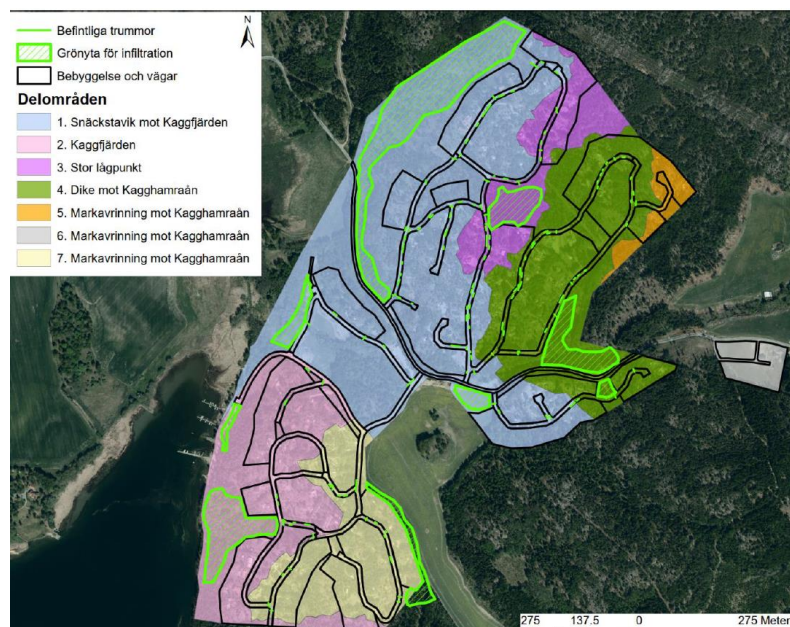 Befintliga trummor
Grönyta för infiltration
Bebyggelse och vägar
N
Delområden
1. Snäckstavik mot Kaggfjärden
2. Kaggfjärden
3. Stor lågpunkt
4. Dike mot Kagghamraån
5. Markavrinning mot Kagghamraån
6. Markavrinning mot Kagghamraån
7. Markavrinning mot Kagghamraån
275 137.5 0 275 Meter